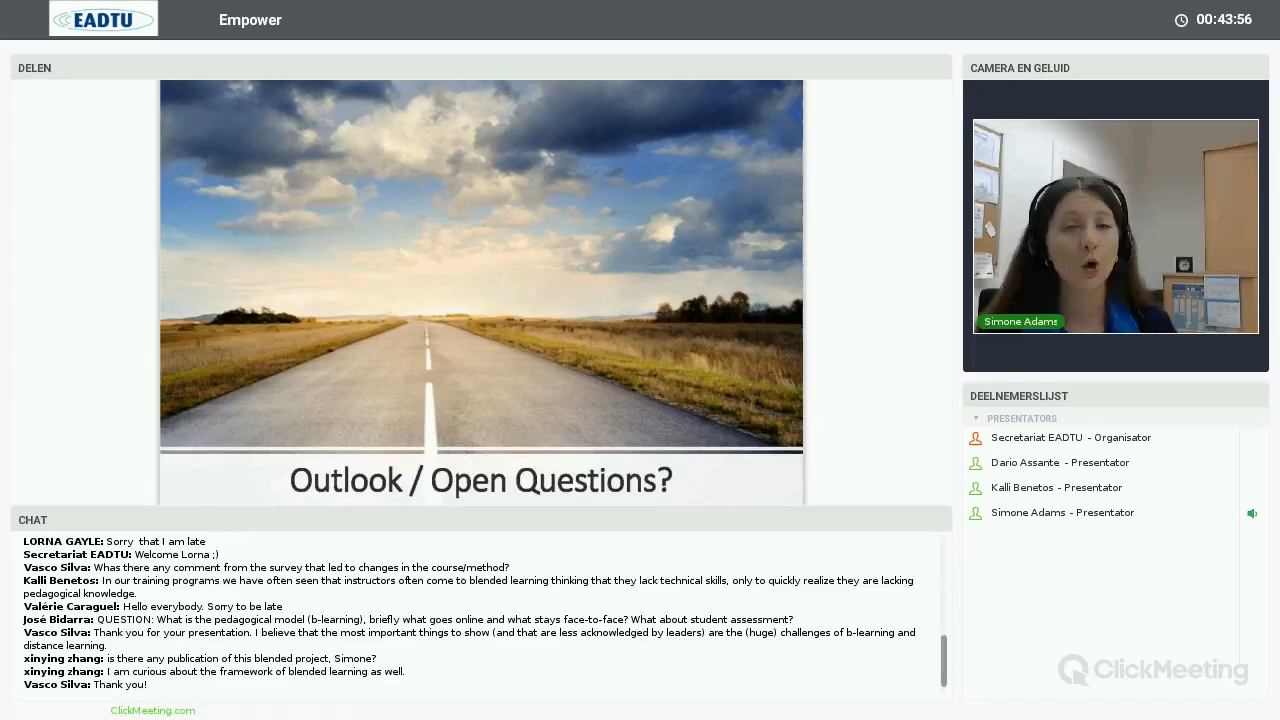 EADTU
Empower
00:43:56
DELEN
CAMERA EN GELUID
Simone Adams
Outlook / Open Questions?
DEELNEMERSLIJST
PRESENTATORS
Secretariat EADTU - Organisator
Dario Assante - Presentator
Kalli Benetos - Presentator
Simone Adams - Presentator
CHAT
LORNA GAYLE: Sorry that I am late
Secretariat EADTU: Welcome Lorna ;)
Vasco Silva: Whas there any comment from the survey that led to changes in the course/method?
Kalli Benetos: In our training programs we have often seen that instructors often come to blended learning thinking that they lack technical skills, only to quickly realize they are lacking
pedagogical knowledge.
Valérie Caraguel: Hello everybody. Sorry to be late
José Bidarra: QUESTION: What is the pedagogical model (b-learning), briefly what goes online and what stays face-to-face? What about student assessment?
Vasco Silva: Thank you for your presentation. I believe that the most important things to show (and that are less acknowledged by leaders) are the (huge) challenges of b-learning and
distance learning.
xinying zhang: is there any publication of this blended project, Simone?
xinying zhang: I am curious about the framework of blended learning as well.
Vasco Silva: Thank you!
ClickMeeting
ClickMeeting.com